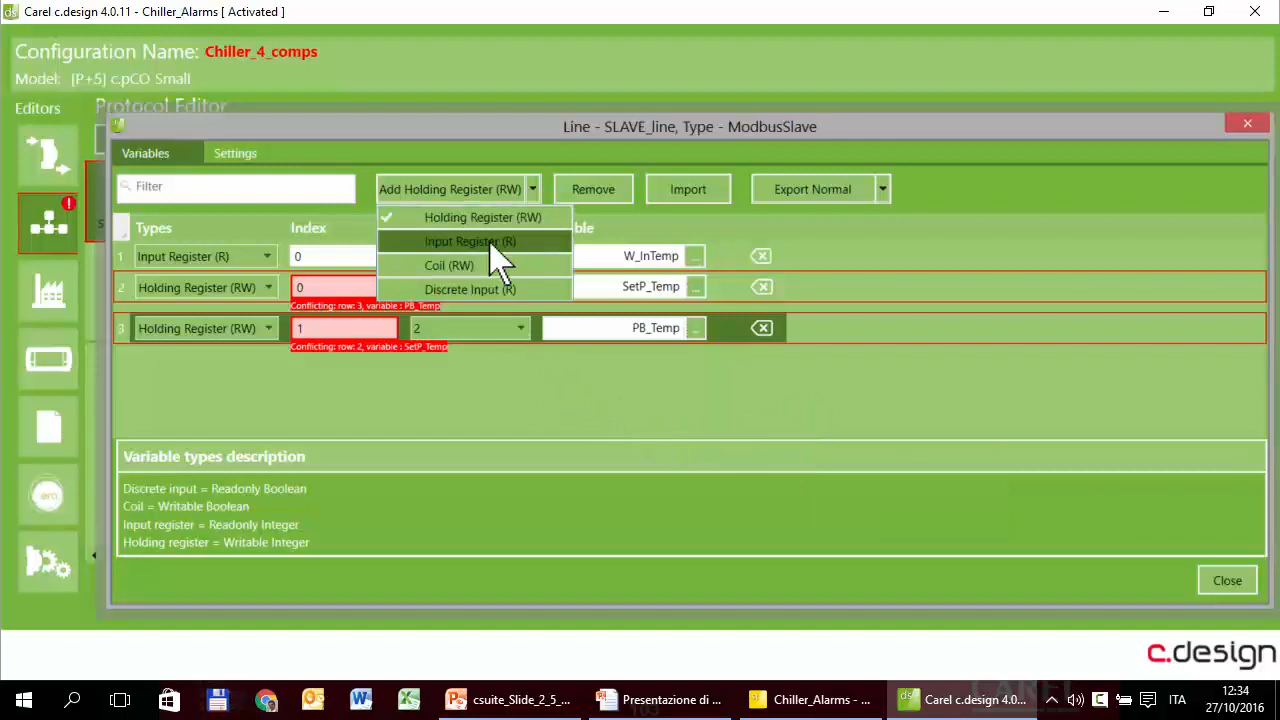 ds Carel c.design 4.0.11 - Chiller_Alarms [ Activated ]
Configuration Name: Chiller_4_comps
Model: [P+5] c.pCO Small
Editors
Protocol Editor
Line - SLAVE_line, Type - ModbusSlave
Variables Settings
Filter
Add Holding Register (RW) Remove Import Export Normal
Holding Register (RW)
Input Register (R)
Coil (RW)
Discrete Input (R)
Types Index
1 Input Register (R) 0 W_InTemp ...
2 Holding Register (RW) 0 SetP_Temp ...
Conflicting: row: 3, variable : PB_Temp
3 Holding Register (RW) 1 2 PB_Temp ...
Conflicting: row: 2, variable : SetP_Temp
Variable types description
Discrete input = Readonly Boolean
Coil = Writable Boolean
Input register = Readonly Integer
Holding register = Writable Integer
Close
c.design
csuite_Slide_2_5_... Presentazione di ... Chiller_Alarms - ... ds Carel c.design 4.0... ITA 12:34
27/10/2016